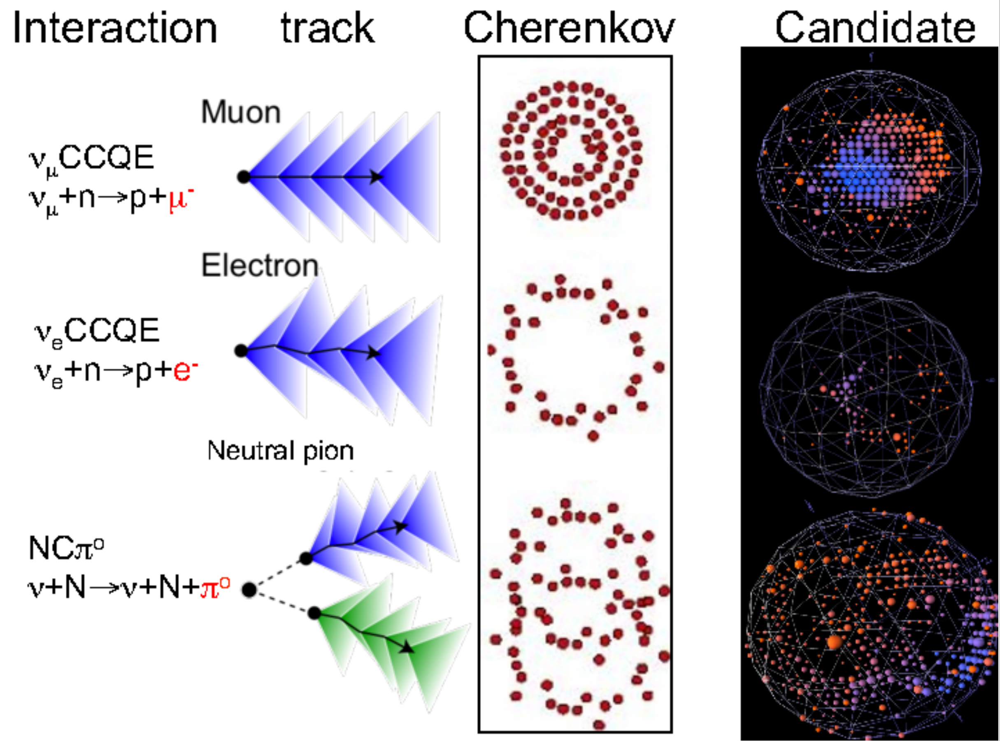 Interaction track Cherenkov Candidate
Muon
νμCCQE
νμ+n→p+μ-
Electron
νeCCQE
νe+n→p+e-
Neutral pion
NCπo
ν+N→ν+N+πo